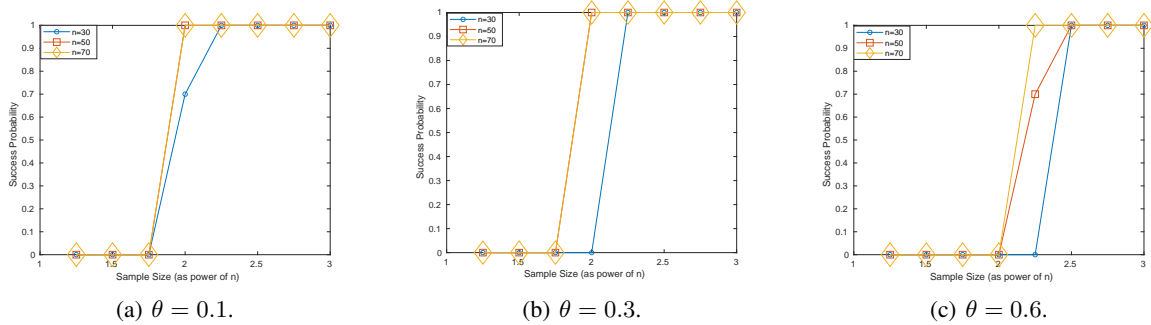 1
0.9
0.8
0.7
0.6
0.5
0.4
0.3
0.2
0.1
0
Success Probability
n=30
n=50
n=70
1
1.5
2
2.5
3
Sample Size (as power of n)
(a) θ = 0.1.
1
0.9
0.8
0.7
0.6
0.5
0.4
0.3
0.2
0.1
0
Success Probability
n=30
n=50
n=70
1
1.5
2
2.5
3
Sample Size (as power of n)
(b) θ = 0.3.
1
0.9
0.8
0.7
0.6
0.5
0.4
0.3
0.2
0.1
0
Success Probability
n=30
n=50
n=70
1
1.5
2
2.5
3
Sample Size (as power of n)
(c) θ = 0.6.